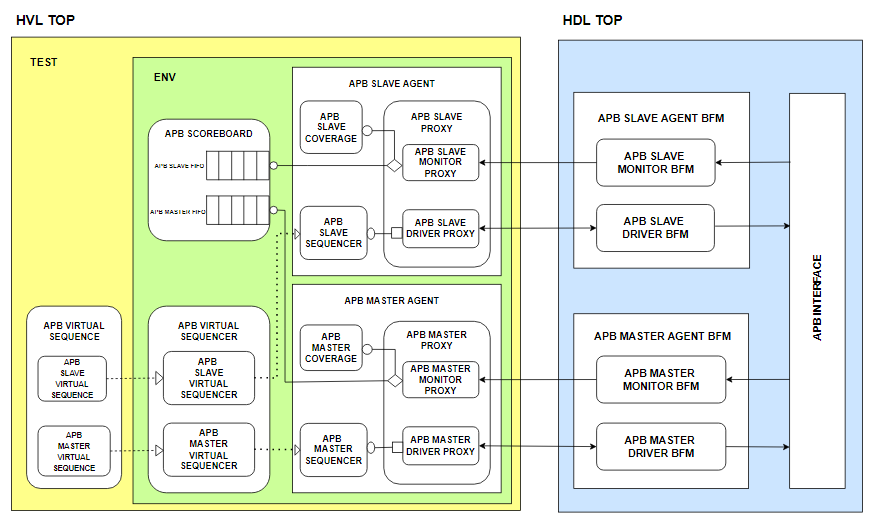 HVL TOP
HDL TOP
TEST
ENV
APB SLAVE AGENT
APB
SLAVE
COVERAGE
APB SLAVE
PROXY
APB SCOREBOARD
APB SLAVE FIFO
APB MASTER FIFO
APB SLAVE
MONITOR
PROXY
APB
SLAVE
SEQUENCER
APB SLAVE
DRIVER PROXY
APB SLAVE AGENT BFM
APB SLAVE
MONITOR BFM
APB SLAVE
DRIVER BFM
APB INTERFACE
APB MASTER AGENT
APB
MASTER
COVERAGE
APB MASTER
PROXY
APB MASTER
MONITOR
PROXY
APB
MASTER
SEQUENCER
APB MASTER
DRIVER PROXY
APB MASTER AGENT BFM
APB MASTER
MONITOR BFM
APB MASTER
DRIVER BFM
APB VIRTUAL
SEQUENCE
APB
SLAVE
VIRTUAL
SEQUENCE
APB
MASTER
VIRTUAL
SEQUENCE
APB VIRTUAL
SEQUENCER
APB
SLAVE
VIRTUAL
SEQUENCER
APB
MASTER
VIRTUAL
SEQUENCER